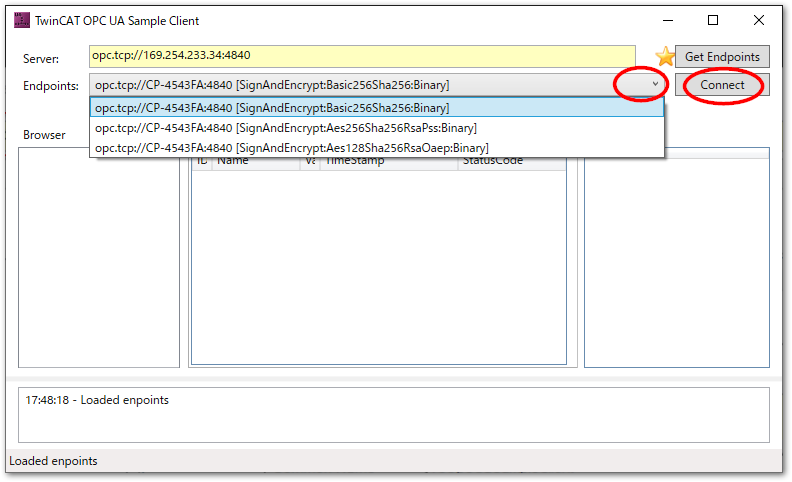 TwinCAT OPC UA Sample Client
Server: opc.tcp://169.254.233.34:4840 Get Endpoints
Endpoints: opc.tcp://CP-4543FA:4840 [SignAndEncrypt:Basic256Sha256:Binary] Connect
opc.tcp://CP-4543FA:4840 [SignAndEncrypt:Basic256Sha256:Binary]
opc.tcp://CP-4543FA:4840 [SignAndEncrypt:Aes256Sha256RsaPss:Binary]
Browser
opc.tcp://CP-4543FA:4840 [SignAndEncrypt:Aes128Sha256RsaOaep:Binary]
ID Name Va TimeStamp StatusCode
17:48:18 - Loaded enpoints
Loaded enpoints